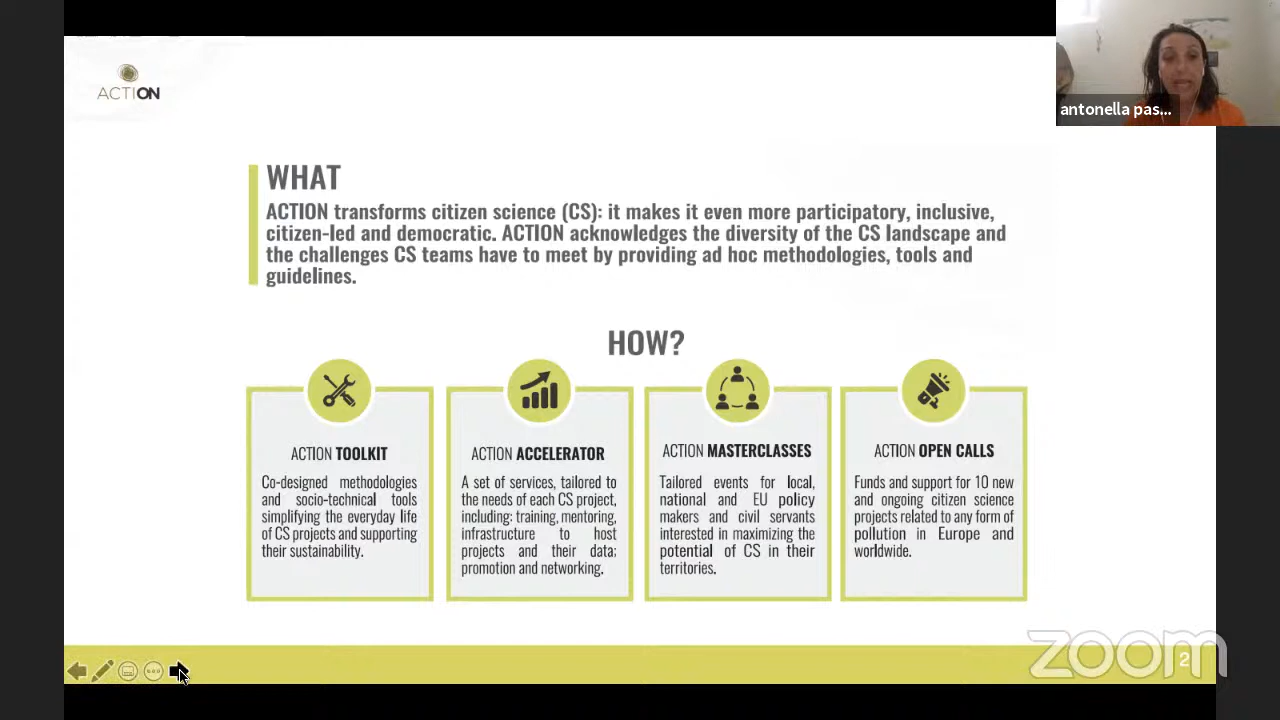 ACTION
antonella pas...
WHAT
ACTION transforms citizen science (CS): it makes it even more participatory, inclusive,
citizen-led and democratic. ACTION acknowledges the diversity of the CS landscape and
the challenges CS teams have to meet by providing ad hoc methodologies, tools and
guidelines.
HOW?
ACTION TOOLKIT
Co-designed methodologies
and socio-technical tools
simplifying the everyday life
of CS projects and supporting
their sustainability.
ACTION ACCELERATOR
A set of services, tailored to
the needs of each CS project,
including: training, mentoring,
infrastructure to host
projects and their data;
promotion and networking.
ACTION MASTERCLASSES
Tailored events for local,
national and EU policy
makers and civil servants
interested in maximizing the
potential of CS in their
territories.
ACTION OPEN CALLS
Funds and support for 10 new
and ongoing citizen science
projects related to any form of
pollution in Europe and
worldwide.
zoom
2